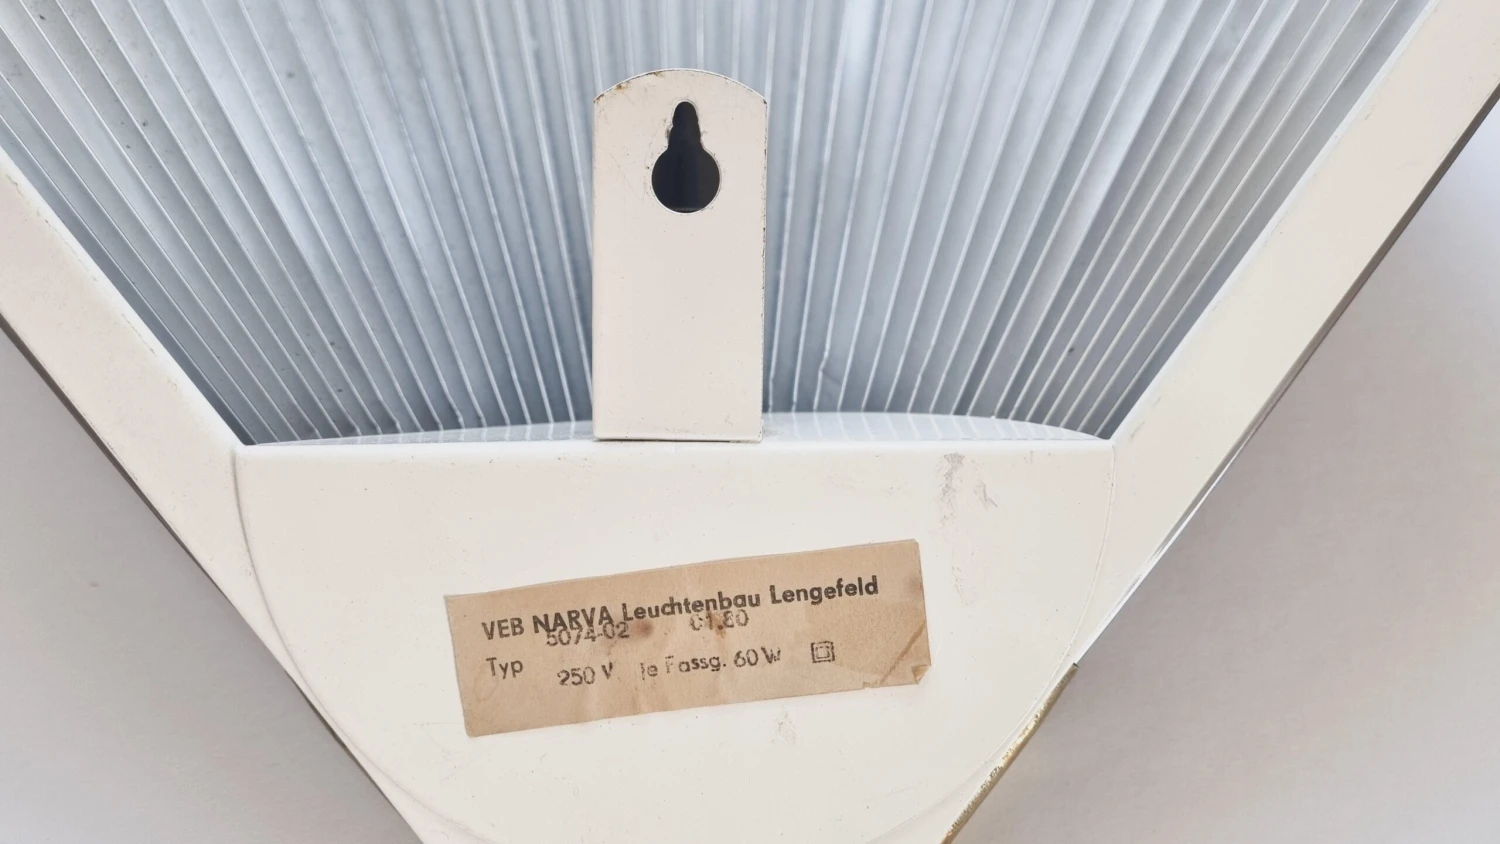 VEB NARVA Leuchtenbau Lengefeld
5074-02 01.80
Typ 250 V je Fassg. 60 W